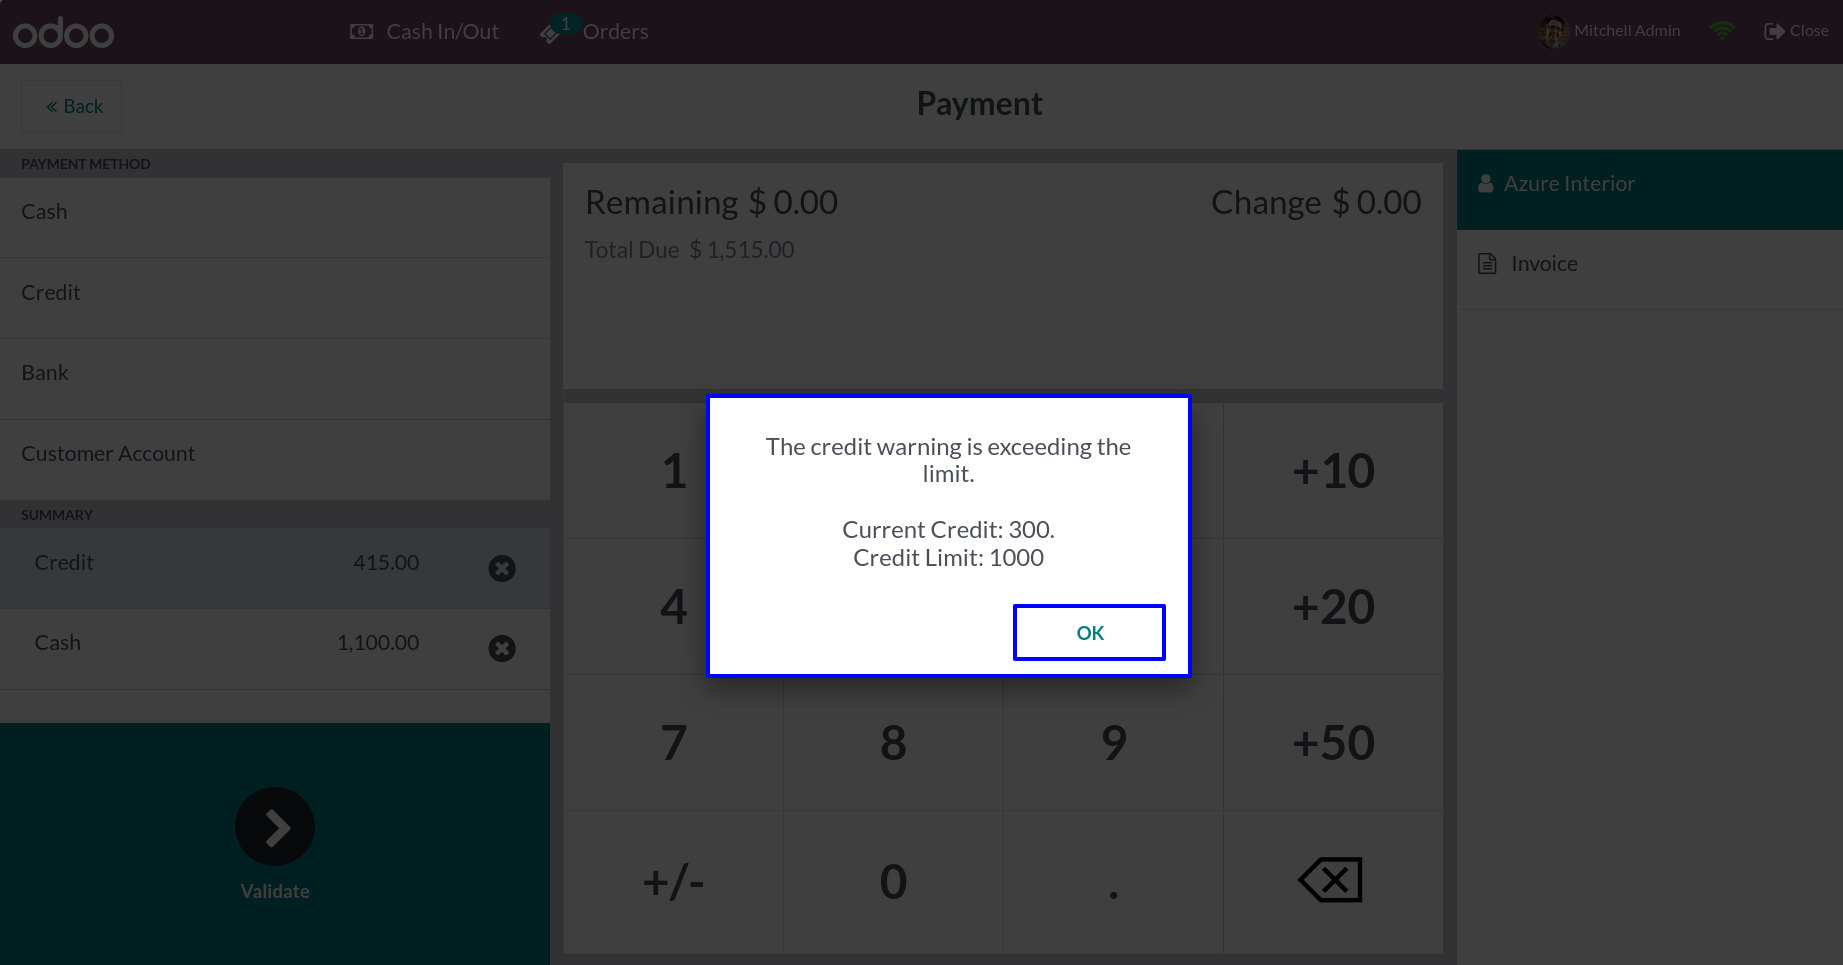 odoo
Cash In/Out
1
Orders
Mitchell Admin
Close
« Back
Payment
PAYMENT METHOD
Cash
Credit
Bank
Customer Account
SUMMARY
Credit 415.00
Cash 1,100.00
Validate
Remaining $ 0.00
Change $ 0.00
Total Due $ 1,515.00
1
+10
4
+20
7 8 9 +50
+/- 0 .
The credit warning is exceeding the
limit.
Current Credit: 300.
Credit Limit: 1000
OK
Azure Interior
Invoice